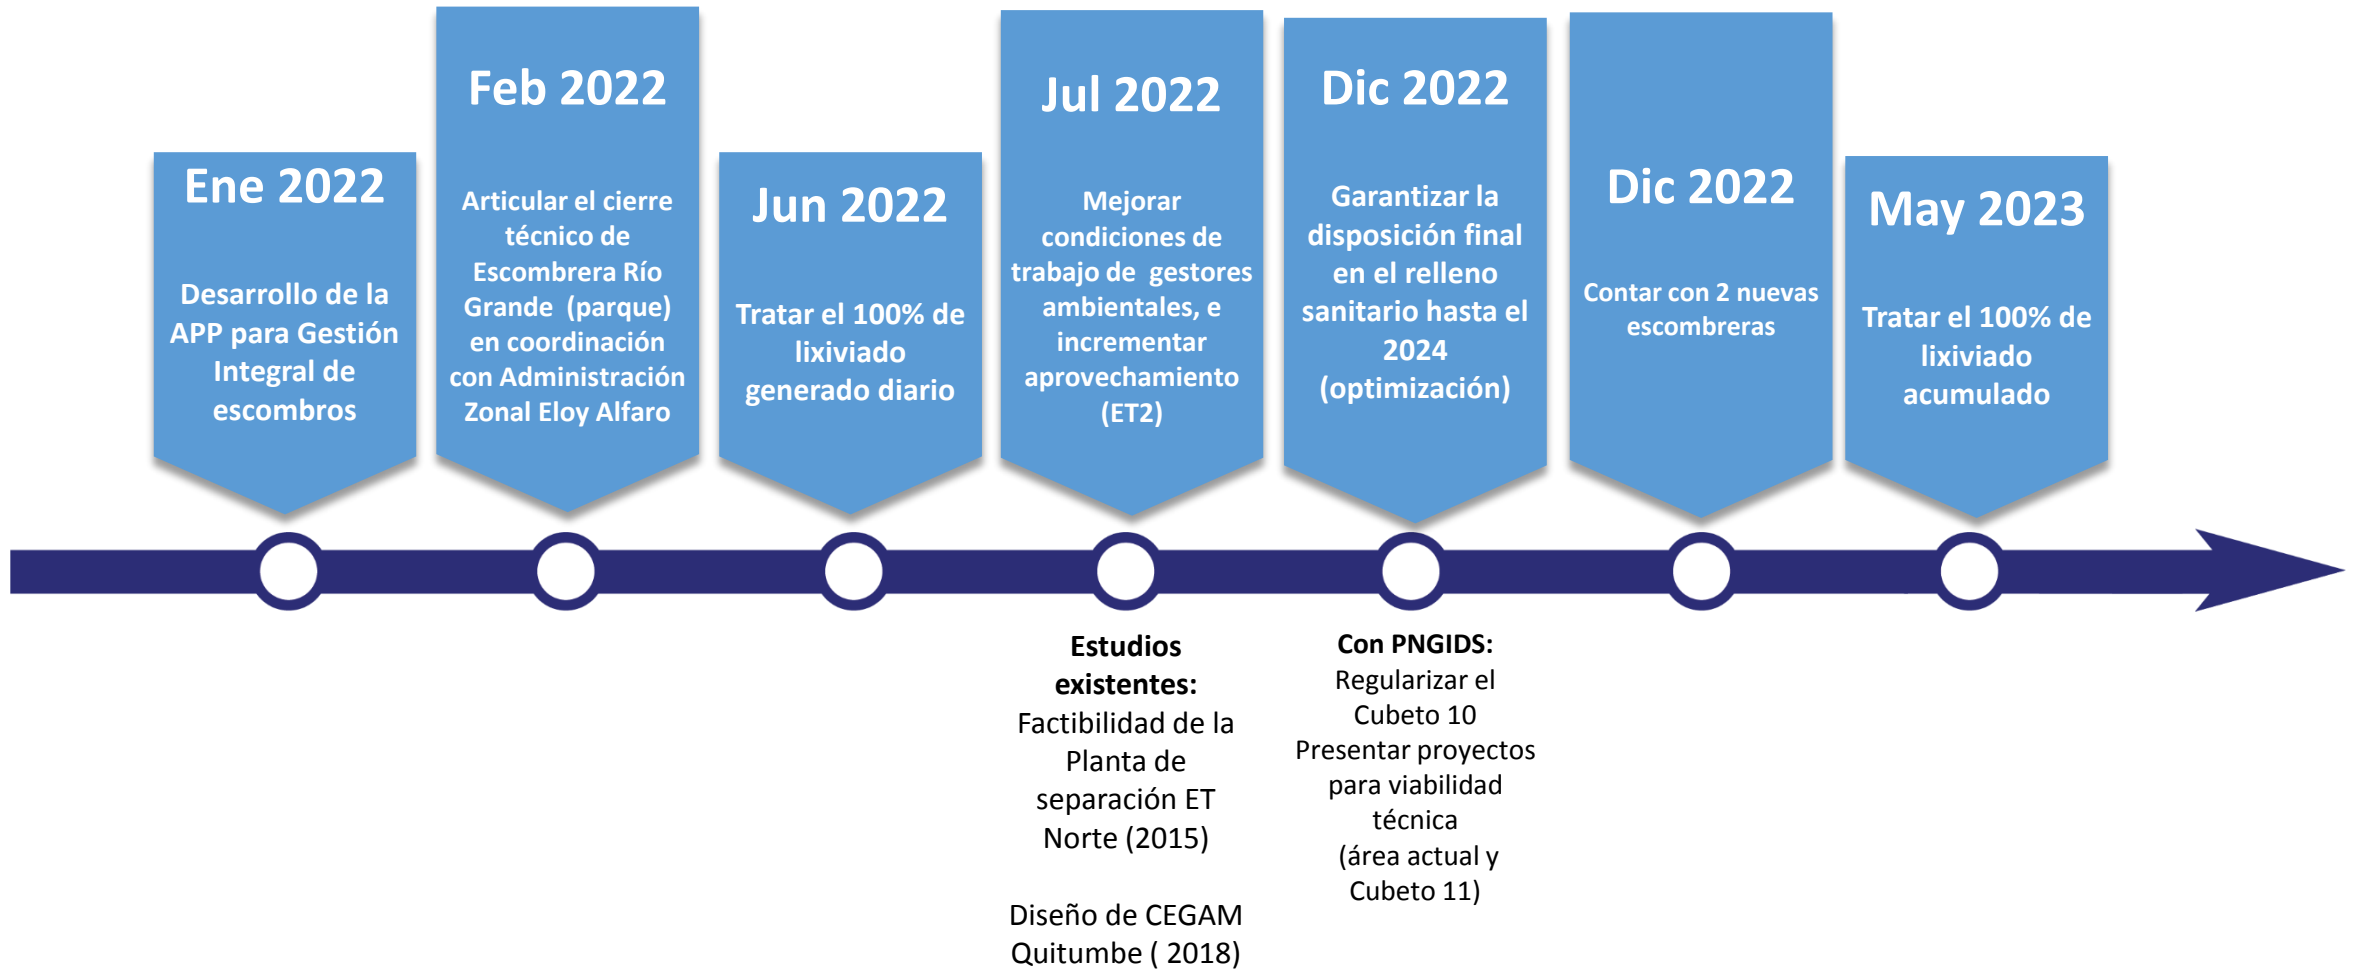 Ene 2022
Desarrollo de la
APP para Gestión
Integral de
escombros
Feb 2022
Articular el cierre
técnico de
Escombrera Río
Grande (parque)
en coordinación
con Administración
Zonal Eloy Alfaro
Jun 2022
Tratar el 100% de
lixiviado
generado diario
Jul 2022
Mejorar
condiciones de
trabajo de gestores
ambientales, e
incrementar
aprovechamiento
(ET2)
Dic 2022
Garantizar la
disposición final
en el relleno
sanitario hasta el
2024
(optimización)
Dic 2022
Contar con 2 nuevas
escombreras
May 2023
Tratar el 100% de
lixiviado
acumulado
Estudios
existentes:
Factibilidad de la
Planta de
separación ET
Norte (2015)
Diseño de CEGAM
Quitumbe ( 2018)
Con PNGIDS:
Regularizar el
Cubeto 10
Presentar proyectos
para viabilidad
técnica
(área actual y
Cubeto 11)